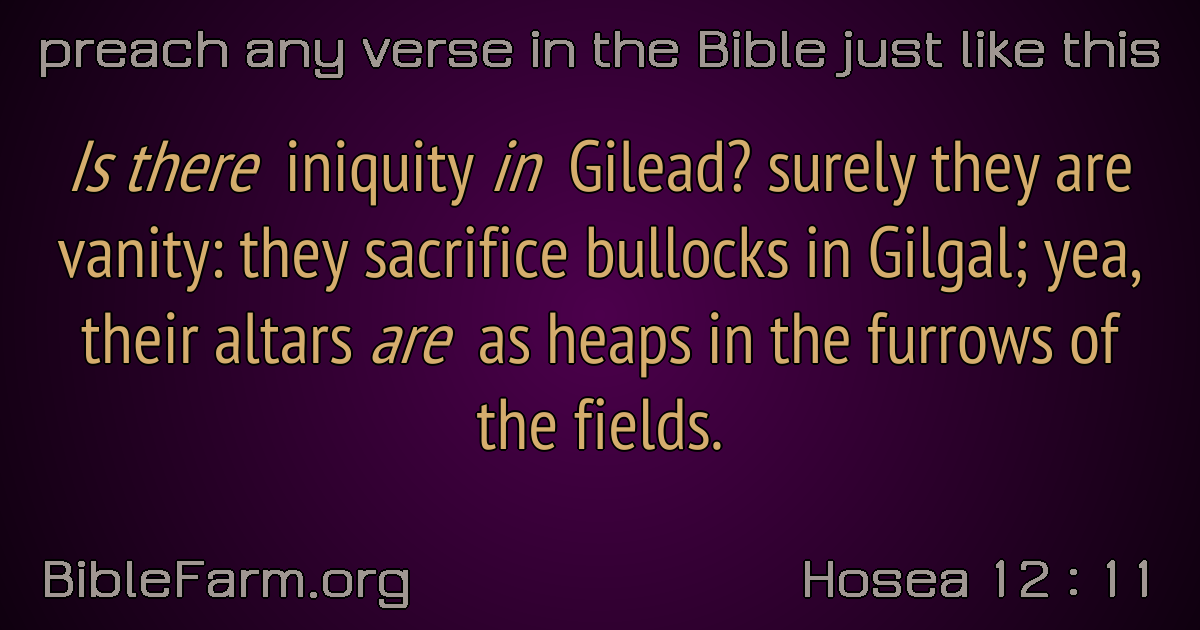 preach any verse in the Bible just like this
Is there iniquity in Gilead? surely they are
vanity: they sacrifice bullocks in Gilgal; yea,
their altars are as heaps in the furrows of
the fields.
BibleFarm.org
Hosea 12 : 11